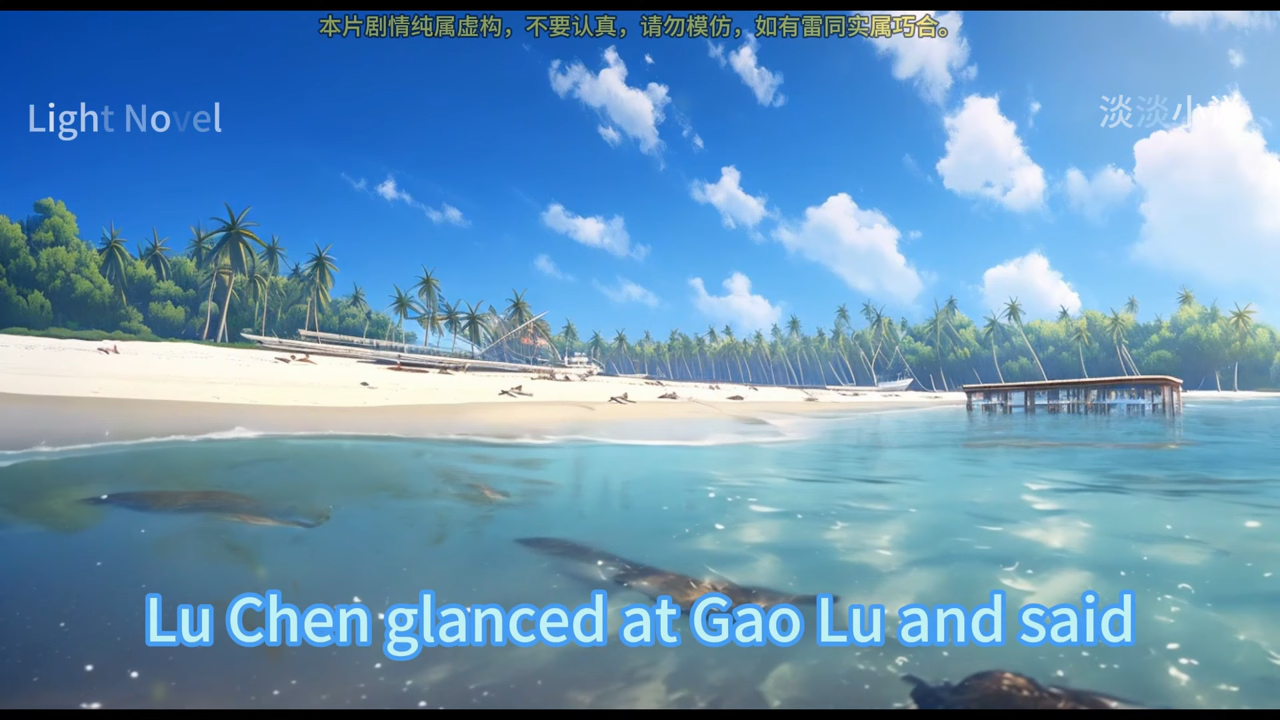 本片剧情纯属虚构，不要认真，请勿模仿，如有雷同实属巧合。
Light Novel
淡淡小
Lu Chen glanced at Gao Lu and said